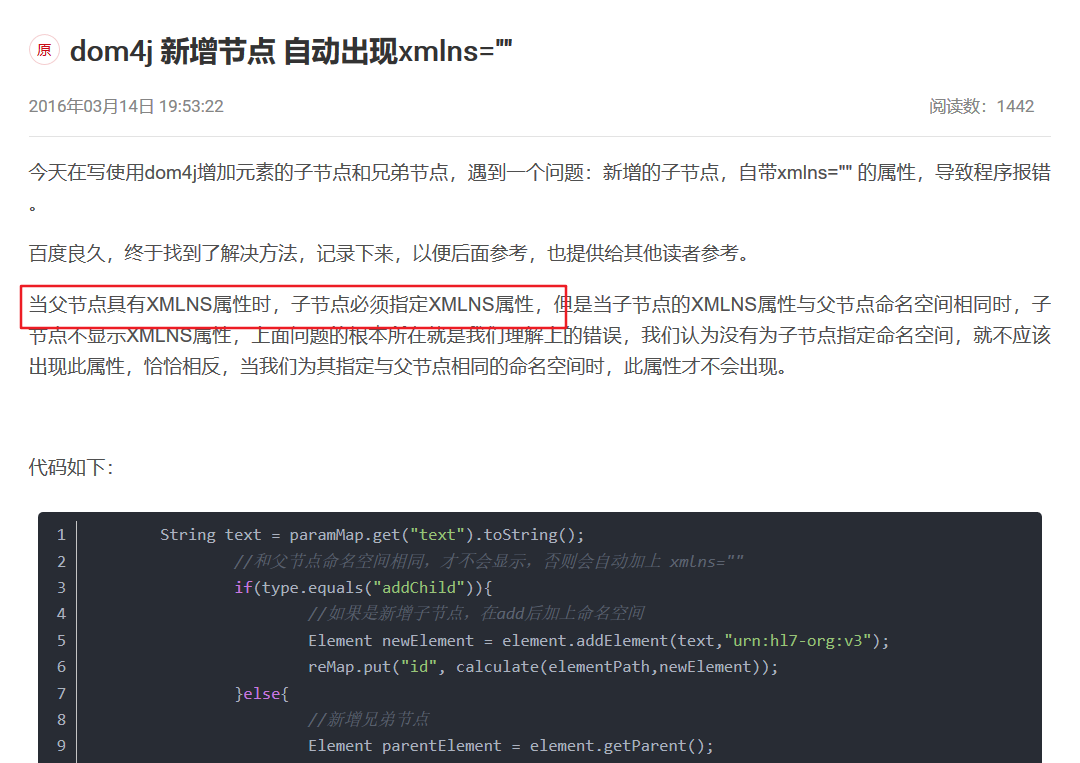 原 dom4j 新增节点 自动出现xmlns=""
2016年03月14日 19:53:22 阅读数：1442
今天在写使用dom4j增加元素的子节点和兄弟节点，遇到一个问题：新增的子节点，自带xmlns="" 的属性，导致程序报错
。
百度良久，终于找到了解决方法，记录下来，以便后面参考，也提供给其他读者参考。
当父节点具有XMLNS属性时，子节点必须指定XMLNS属性，但是当子节点的XMLNS属性与父节点命名空间相同时，子
节点不显示XMLNS属性，上面问题的根本所在就是我们理解上的错误，我们认为没有为子节点指定命名空间，就不应该
出现此属性，恰恰相反，当我们为其指定与父节点相同的命名空间时，此属性才不会出现。
代码如下：
1 String text = paramMap.get("text").toString();
2 //和父节点命名空间相同，才不会显示，否则会自动加上 xmlns=""
3 if(type.equals("addChild")){
4 //如果是新增子节点，在add后加上命名空间
5 Element newElement = element.addElement(text,"urn:hl7-org:v3");
6 reMap.put("id", calculate(elementPath,newElement));
7 }else{
8 //新增兄弟节点
9 Element parentElement = element.getParent();